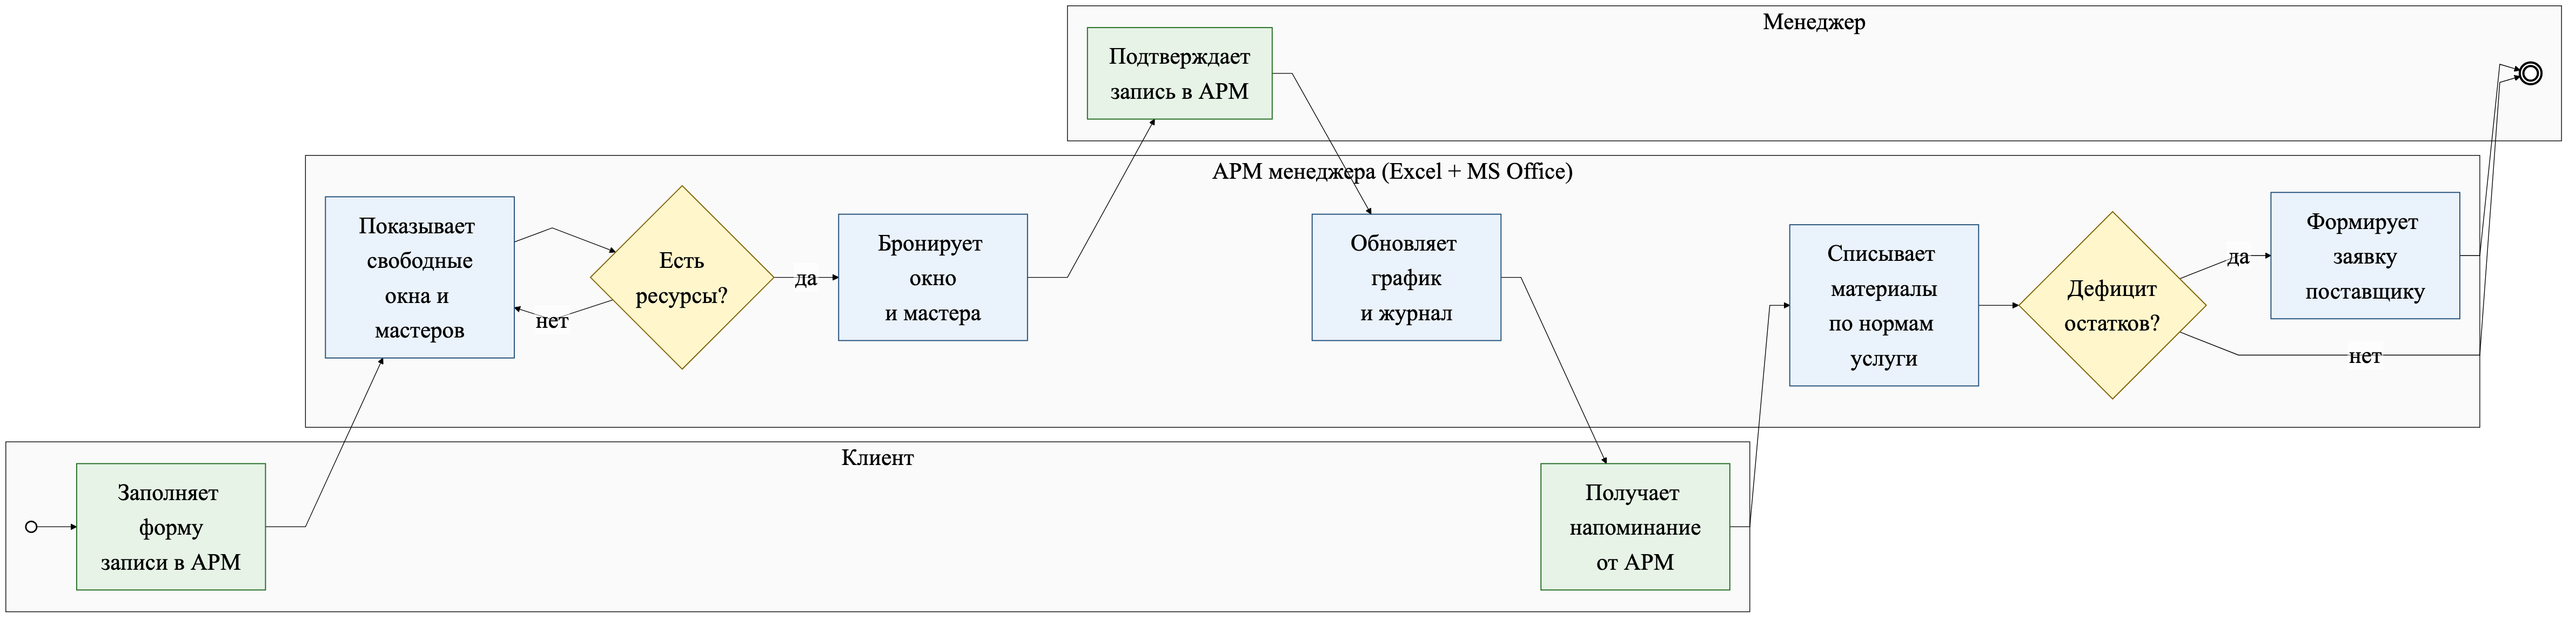 Менеджер
Подтверждает
запись в АРМ
АРМ менеджера (Excel + MS Office)
Показывает
свободные
окна и
мастеров
Есть
ресурсы?
нет
да
Бронирует
окно
и мастера
Обновляет
график
и журнал
Списывает
материалы
по нормам
услуги
Дефицит
остатков?
да
нет
Формирует
заявку
поставщику
Клиент
Заполняет
форму
записи в АРМ
Получает
напоминание
от АРМ